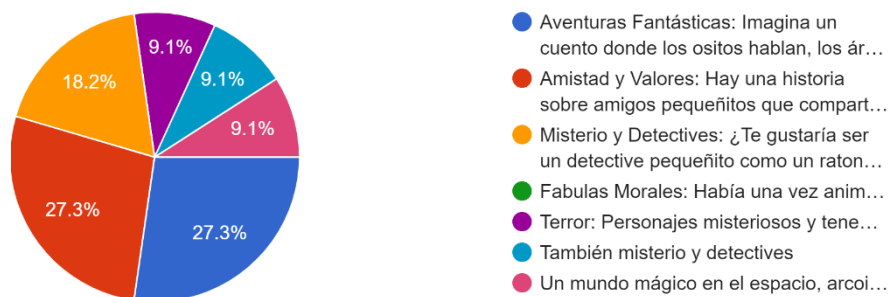 9.1%
9.1%
18.2%
9.1%
27.3%
27.3%
Aventuras Fantásticas: Imagina un
cuento donde los ositos hablan, los ár…
Amistad y Valores: Hay una historia
sobre amigos pequeñitos que compart…
Misterio y Detectives: ¿Te gustaría ser
un detective pequeñito como un raton…
Fabulas Morales: Había una vez anim…
Terror: Personajes misteriosos y tene…
También misterio y detectives
Un mundo mágico en el espacio, arcoi…